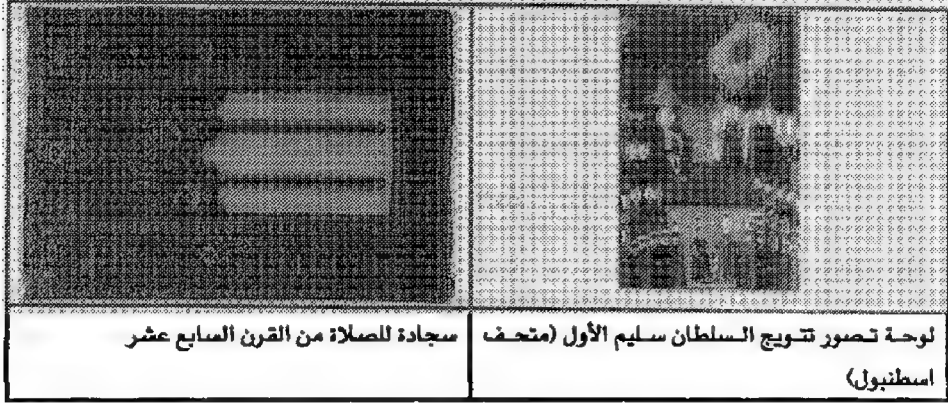 لوحة تصور تتويج السلطان سليم الأول (متحف
اسطنبول)
سجادة للصلاة من القرن السابع عشر